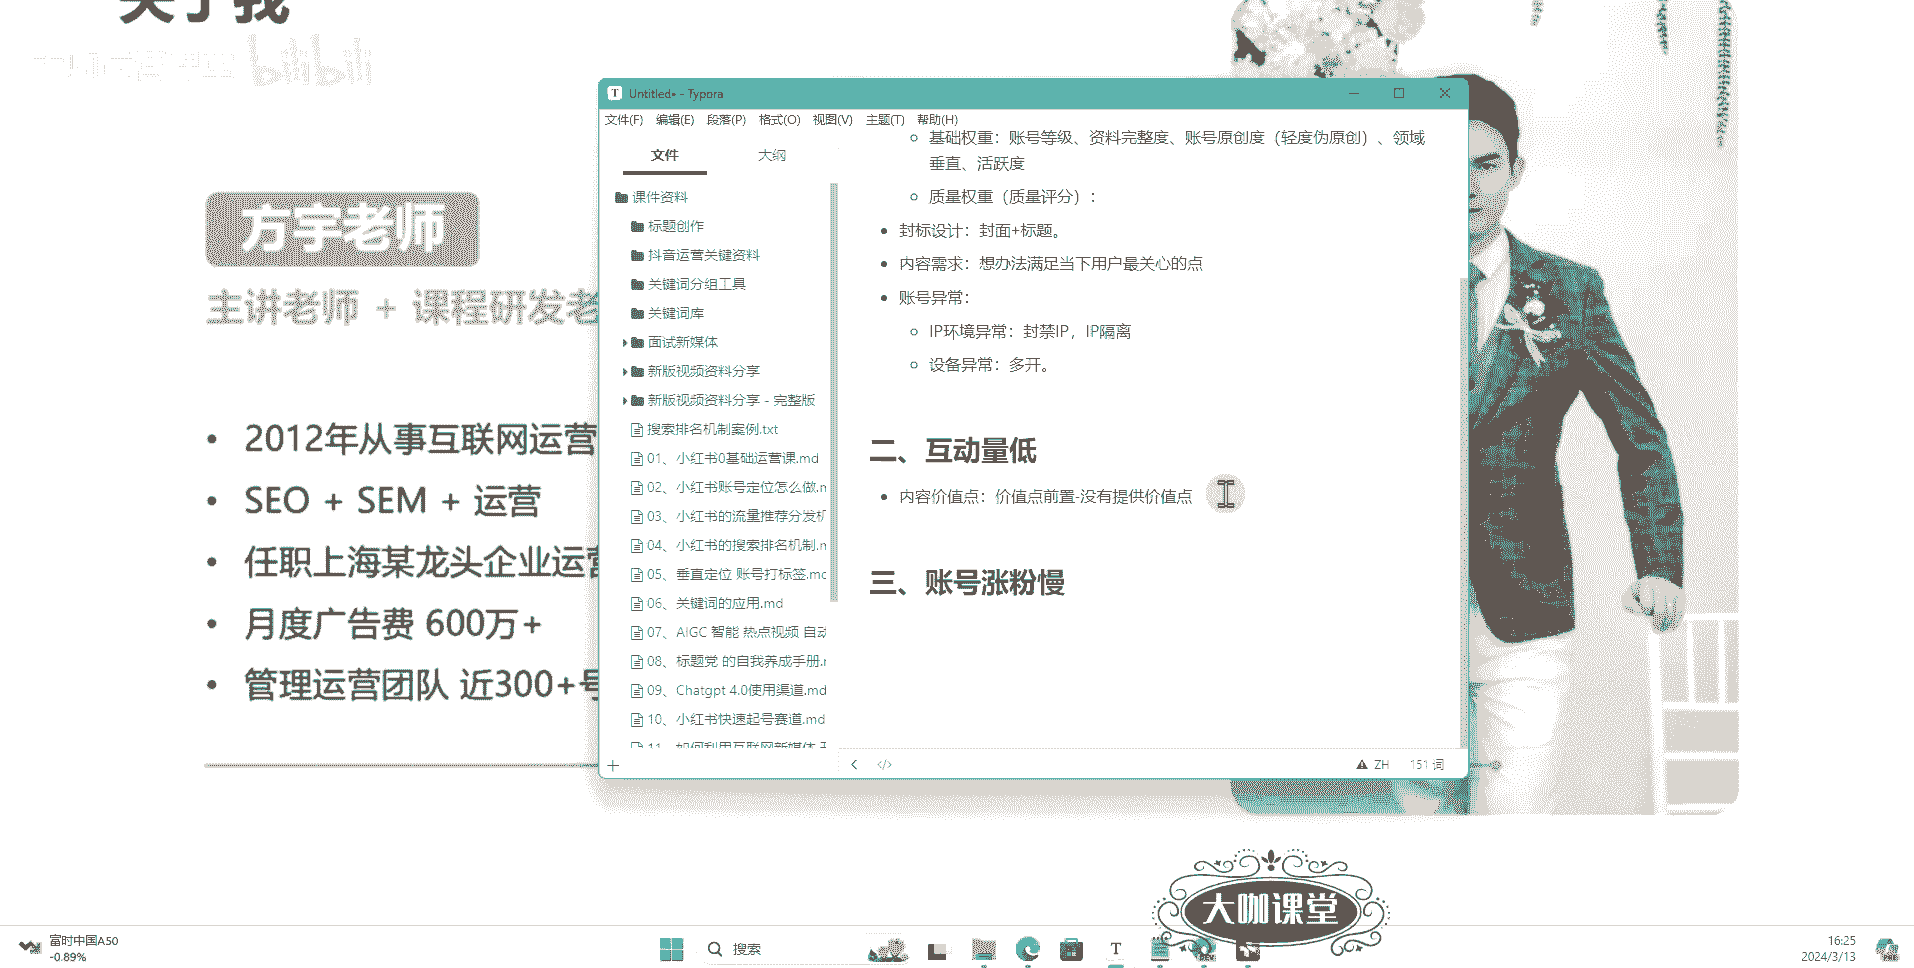 关于我
bilibili
方宇老师
主讲老师 + 课程研发老
2012年从事互联网运营
SEO + SEM + 运营
任职上海某龙头企业运营
月度广告费 600万+
管理运营团队 近300+号
Untitled• - Typora
文件(F) 编辑(E) 段落(P) 格式(O) 视图(V) 主题(T) 帮助(H)
文件 大纲
课件资料
标题创作
抖音运营关键资料
关键词分组工具
关键词库
面试新媒体
新版视频资料分享
新版视频资料分享 - 完整版
搜索排名机制案例.txt
01、小红书0基础运营课.md
02、小红书账号定位怎么做.m
03、小红书的流量推荐分发机
04、小红书的搜索排名机制.m
05、垂直定位 账号打标签.md
06、关键词的应用.md
07、AIGC 智能 热点视频 自动
08、标题党 的自我养成手册.m
09、Chatgpt 4.0使用渠道.md
10、小红书快速起号赛道.md
11、如何利用互联网新媒体
基础权重：账号等级、资料完整度、账号原创度（轻度伪原创）、领域
垂直、活跃度
质量权重（质量评分）：
封标设计：封面+标题。
内容需求：想办法满足当下用户最关心的点
账号异常：
IP环境异常：封禁IP，IP隔离
设备异常：多开。
二、互动量低
内容价值点：价值点前置-没有提供价值点
三、账号涨粉慢
ZH 151 词
大咖课堂
富时中国A50
-0.89%
搜索
16:25
2024/3/13